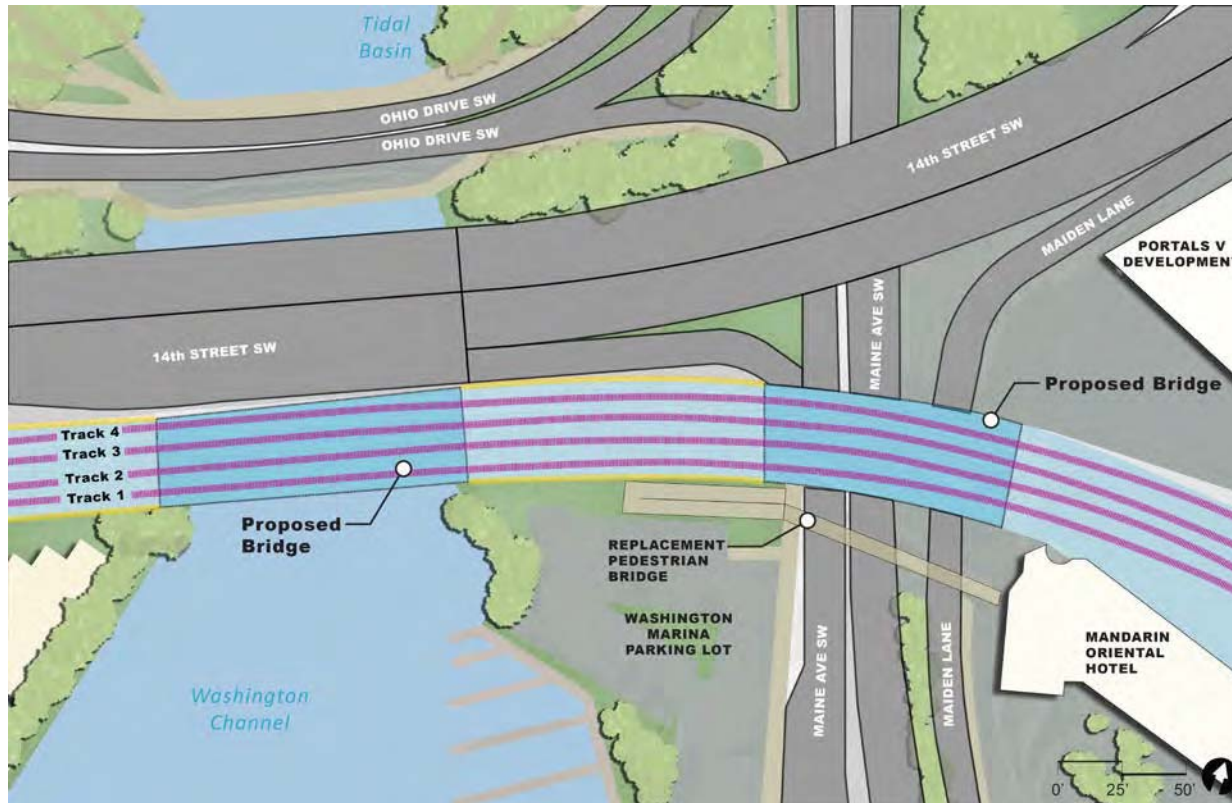 Tidal
Basin
OHIO DRIVE SW
OHIO DRIVE SW
14th STREET SW
MAIDEN LANE
PORTALS V
DEVELOPMENT
MAINE AVE SW
14th STREET SW
Proposed Bridge
Track 4
Track 3
Track 2
Track 1
Proposed
Bridge
REPLACEMENT
PEDESTRIAN
BRIDGE
WASHINGTON
MARINA
PARKING LOT
MAINE AVE SW
MAIDEN LANE
MANDARIN
ORIENTAL
HOTEL
Washington
Channel
0' 25' 50'